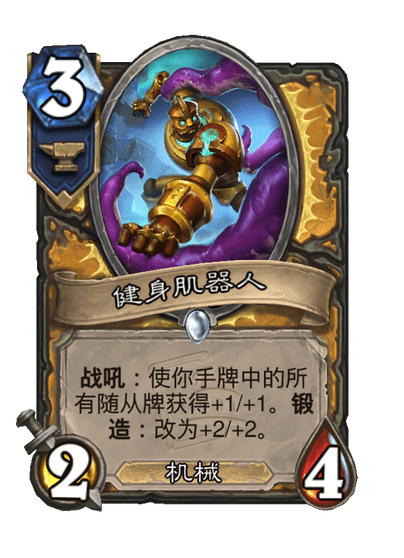 3
健身肌器人
战吼：使你手牌中的所
有随从牌获得+1/+1。锻
造：改为+2/+2。
2
机械
4